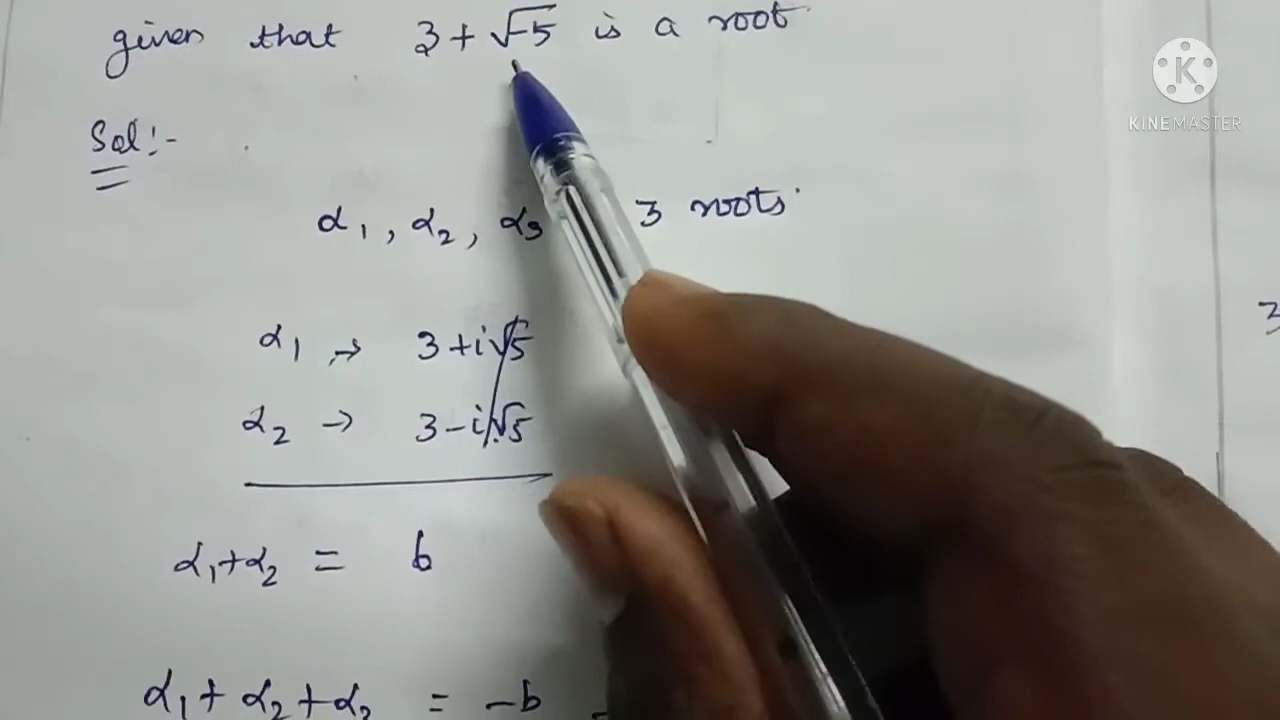 given that 3 + √-5 is a root
K
KINEMASTER
Sol:-
α₁, α₂, α₃ 3 roots
α₁ → 3+i√5
α₂ → 3-i√5
α₁+α₂ = 6
α₁+ α₂+α₃ = -b
3